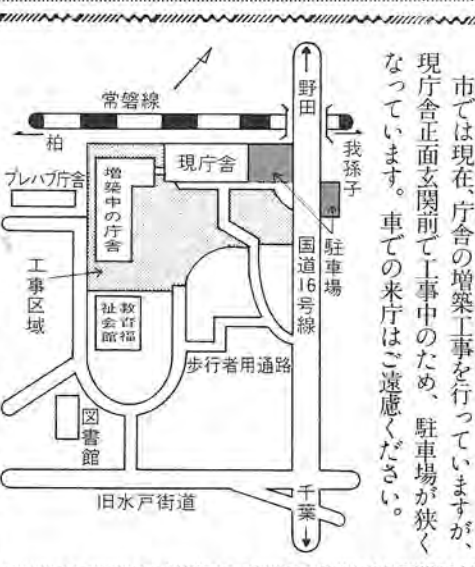 市では現在、庁舎の増築工事を行っていますが、
現庁舎正面玄関前で工事中のため、駐車場が狭く
なっています。車での来庁はご遠慮ください。
野田
常磐線
柏
我孫子
現庁舎
プレハブ庁舎
増築中の庁舎
駐車場
国道16号線
工事区域
教育福
祉会館
歩行者用通路
図書館
旧水戸街道
千葉